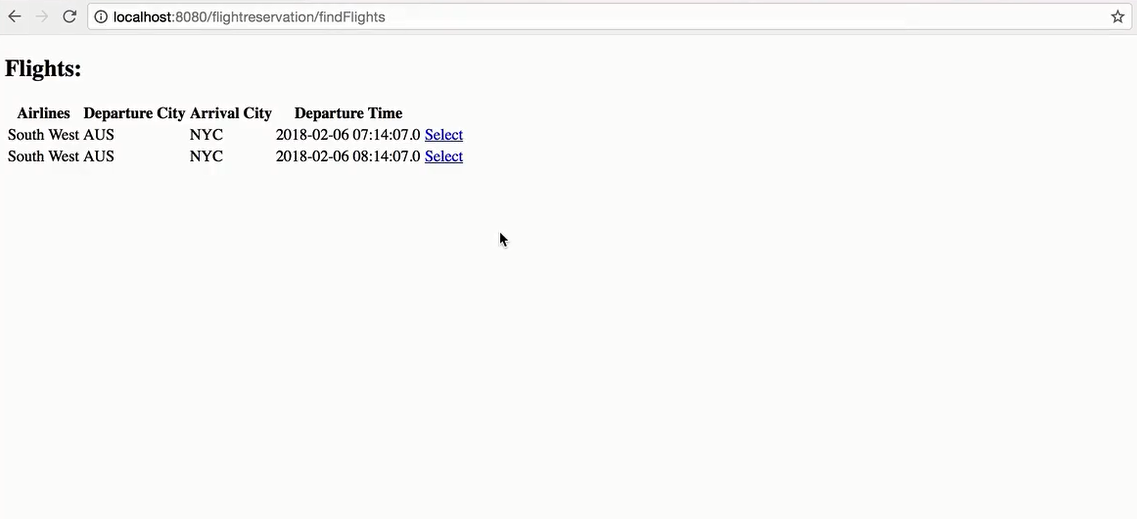 localhost:8080/flightreservation/findFlights
Flights:
Airlines Departure City Arrival City Departure Time
South West AUS NYC 2018-02-06 07:14:07.0 Select
South West AUS NYC 2018-02-06 08:14:07.0 Select